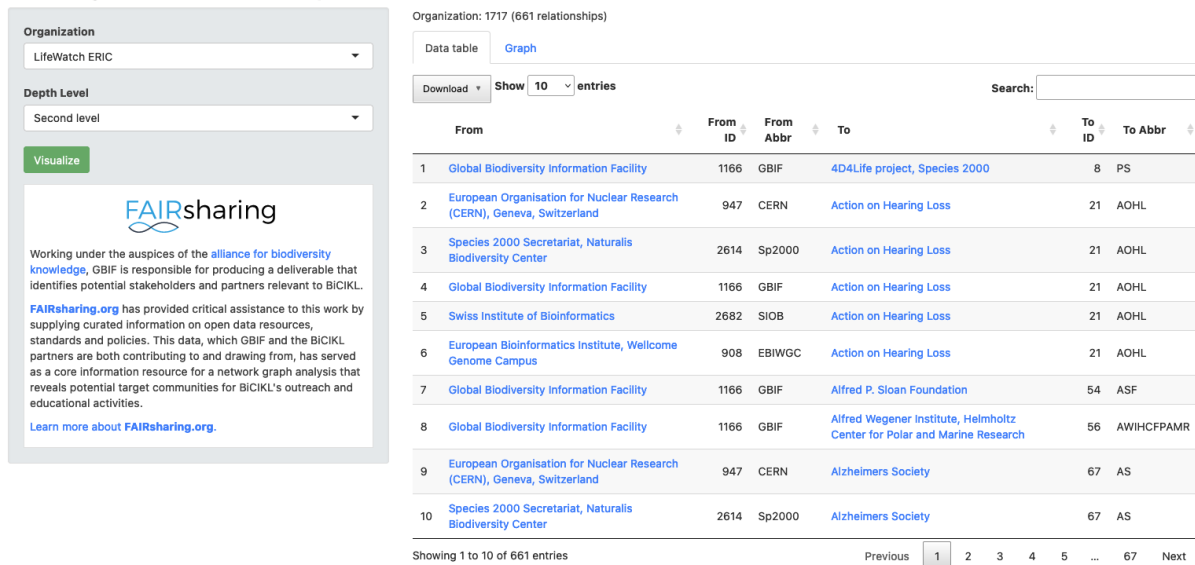 Organization
LifeWatch ERIC
Depth Level
Second level
Visualize
FAIRsharing
Working under the auspices of the alliance for biodiversity
knowledge, GBIF is responsible for producing a deliverable that
identifies potential stakeholders and partners relevant to BiCIKL.
FAIRsharing.org has provided critical assistance to this work by
supplying curated information on open data resources,
standards and policies. This data, which GBIF and the BiCIKL
partners are both contributing to and drawing from, has served
as a core information resource for a network graph analysis that
reveals potential target communities for BiCIKL's outreach and
educational activities.
Learn more about FAIRsharing.org.
Organization: 1717 (661 relationships)
Data table Graph
Download Show 10 entries Search:
From From ID From Abbr To To ID To Abbr
1 Global Biodiversity Information Facility 1166 GBIF 4D4Life project, Species 2000 8 PS
2 European Organisation for Nuclear Research (CERN), Geneva, Switzerland 947 CERN Action on Hearing Loss 21 AOHL
3 Species 2000 Secretariat, Naturalis Biodiversity Center 2614 Sp2000 Action on Hearing Loss 21 AOHL
4 Global Biodiversity Information Facility 1166 GBIF Action on Hearing Loss 21 AOHL
5 Swiss Institute of Bioinformatics 2682 SIOB Action on Hearing Loss 21 AOHL
6 European Bioinformatics Institute, Wellcome Genome Campus 908 EBIWGC Action on Hearing Loss 21 AOHL
7 Global Biodiversity Information Facility 1166 GBIF Alfred P. Sloan Foundation 54 ASF
8 Global Biodiversity Information Facility 1166 GBIF Alfred Wegener Institute, Helmholtz Center for Polar and Marine Research 56 AWIHCFPAMR
9 European Organisation for Nuclear Research (CERN), Geneva, Switzerland 947 CERN Alzheimers Society 67 AS
10 Species 2000 Secretariat, Naturalis Biodiversity Center 2614 Sp2000 Alzheimers Society 67 AS
Showing 1 to 10 of 661 entries Previous 1 2 3 4 5 ... 67 Next